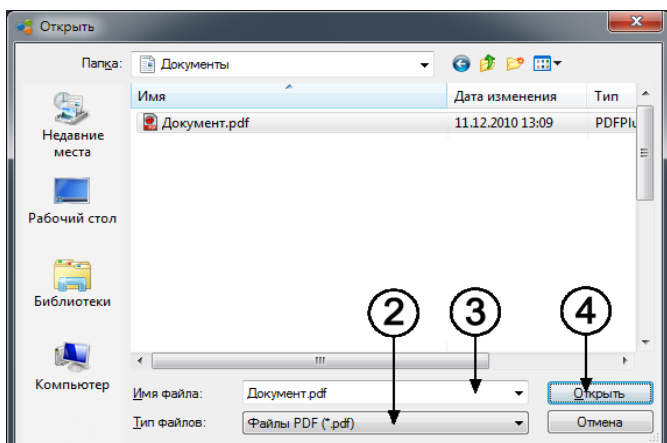 Открыть
Папка: Документы
Имя Дата изменения Тип
Документ.pdf 11.12.2010 13:09 PDFPlu
Недавние
места
Рабочий стол
Библиотеки
Компьютер
2 3 4
Имя файла: Документ.pdf Открыть
Тип файлов: Файлы PDF (*.pdf) Отмена